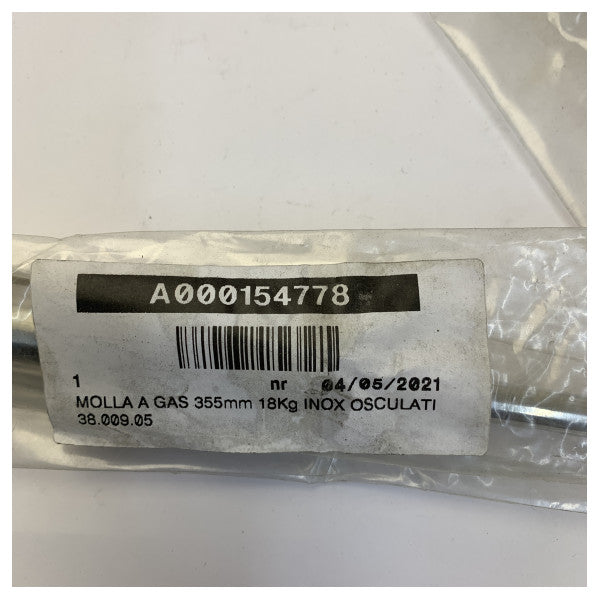 A000154778
1 nr 04/05/2021
MOLLA A GAS 355mm 18Kg INOX OSCULATI
38.009.05